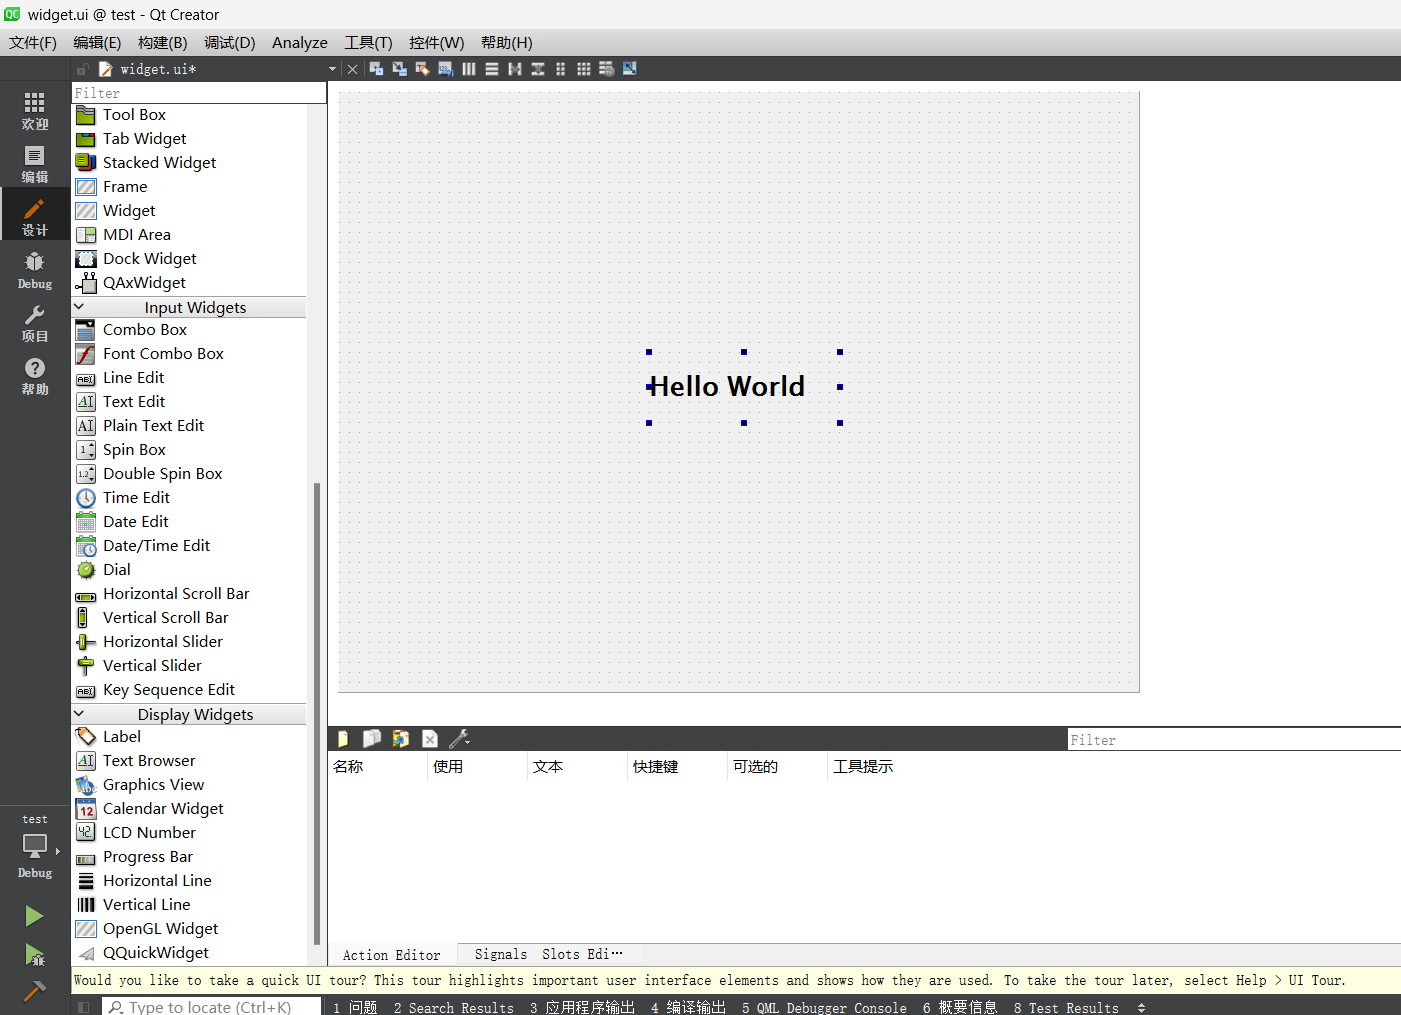 widget.ui @ test - Qt Creator
文件(F) 编辑(E) 构建(B) 调试(D) Analyze 工具(T) 控件(W) 帮助(H)
widget.ui*
Filter
欢迎
编辑
设计
Debug
项目
帮助
Tool Box
Tab Widget
Stacked Widget
Frame
Widget
MDI Area
Dock Widget
QAxWidget
Input Widgets
Combo Box
Font Combo Box
Line Edit
Text Edit
Plain Text Edit
Spin Box
Double Spin Box
Time Edit
Date Edit
Date/Time Edit
Dial
Horizontal Scroll Bar
Vertical Scroll Bar
Horizontal Slider
Vertical Slider
Key Sequence Edit
Display Widgets
Label
Text Browser
Graphics View
Calendar Widget
LCD Number
Progress Bar
Horizontal Line
Vertical Line
OpenGL Widget
QQuickWidget
Hello World
Filter
名称 使用 文本 快捷键 可选的 工具提示
Action Editor Signals Slots Edi…
test
Debug
Would you like to take a quick UI tour? This tour highlights important user interface elements and shows how they are used. To take the tour later, select Help > UI Tour.
Type to locate (Ctrl+K) 1 问题 2 Search Results 3 应用程序输出 4 编译输出 5 QML Debugger Console 6 概要信息 8 Test Results